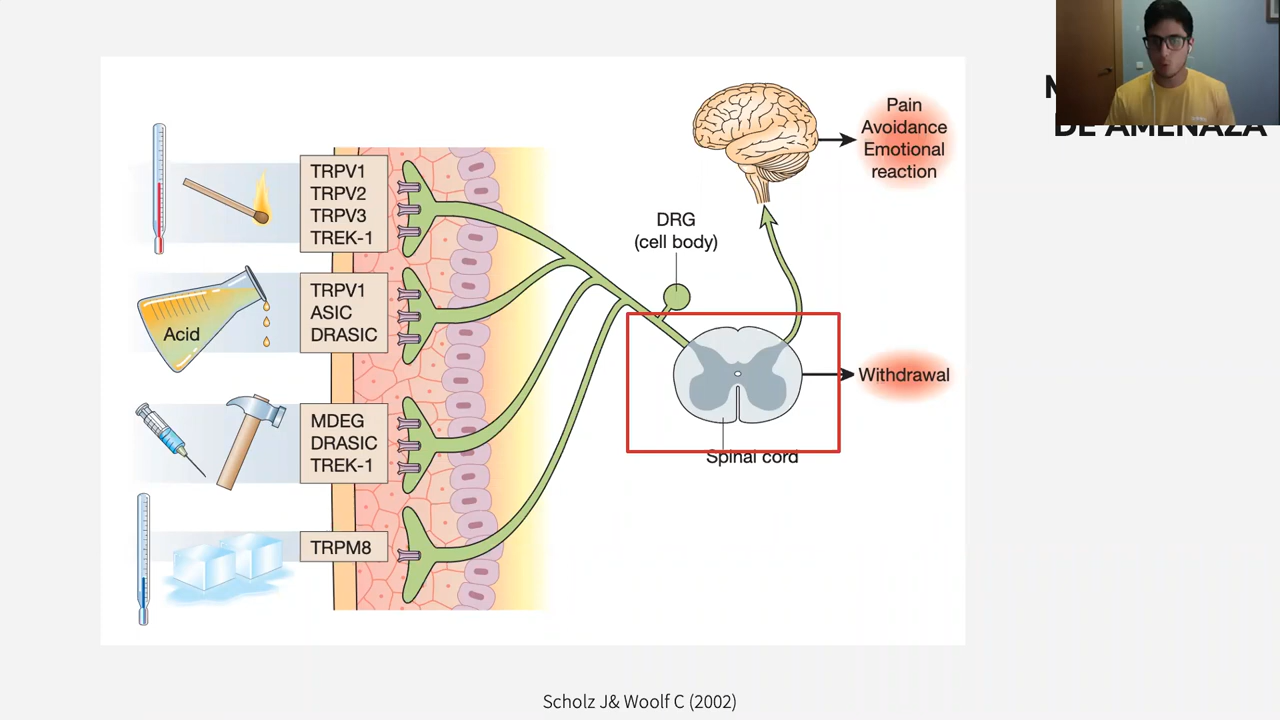 DE AMENAZA
Pain
Avoidance
Emotional
reaction
TRPV1
TRPV2
TRPV3
TREK-1
DRG
(cell body)
TRPV1
ASIC
DRASIC
Acid
Withdrawal
MDEG
DRASIC
TREK-1
Spinal cord
TRPM8
Scholz J& Woolf C (2002)